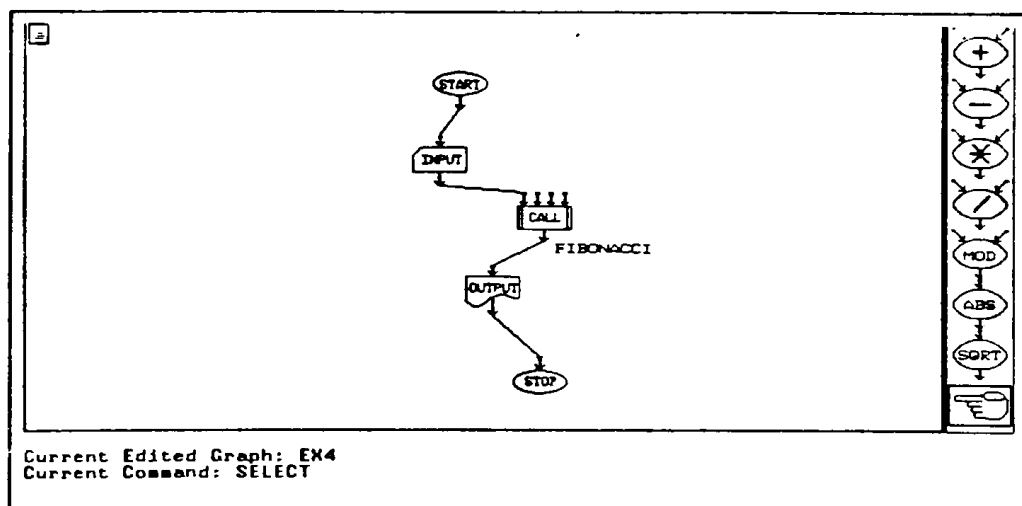 START
INPUT
CALL
FIBONACCI
OUTPUT
STOP
+
−
*
/
MOD
ABS
SQRT
Current Edited Graph: EX4
Current Command: SELECT